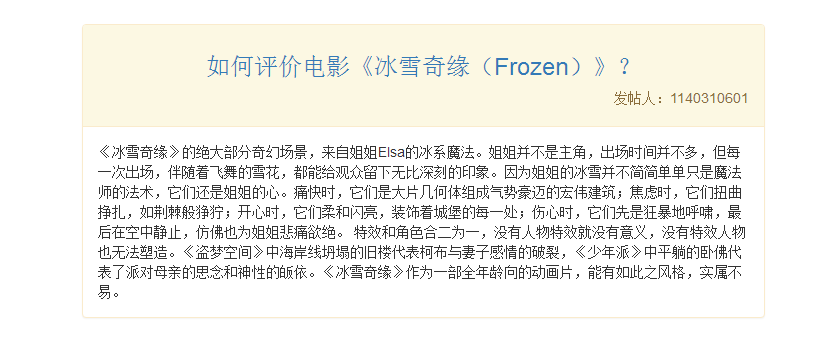 如何评价电影《冰雪奇缘（Frozen）》？
发帖人：1140310601
《冰雪奇缘》的绝大部分奇幻场景，来自姐姐Elsa的冰系魔法。姐姐并不是主角，出场时间并不多，但每
一次出场，伴随着飞舞的雪花，都能给观众留下无比深刻的印象。因为姐姐的冰雪并不简简单单只是魔法
师的法术，它们还是姐姐的心。痛快时，它们是大片几何体组成气势豪迈的宏伟建筑；焦虑时，它们扭曲
挣扎，如荆棘般狰狞；开心时，它们柔和闪亮，装饰着城堡的每一处；伤心时，它们先是狂暴地呼啸，最
后在空中静止，仿佛也为姐姐悲痛欲绝。 特效和角色合二为一，没有人物特效就没有意义，没有特效人物
也无法塑造。《盗梦空间》中海岸线坍塌的旧楼代表柯布与妻子感情的破裂，《少年派》中平躺的卧佛代
表了派对母亲的思念和神性的皈依。《冰雪奇缘》作为一部全年龄向的动画片，能有如此之风格，实属不
易。